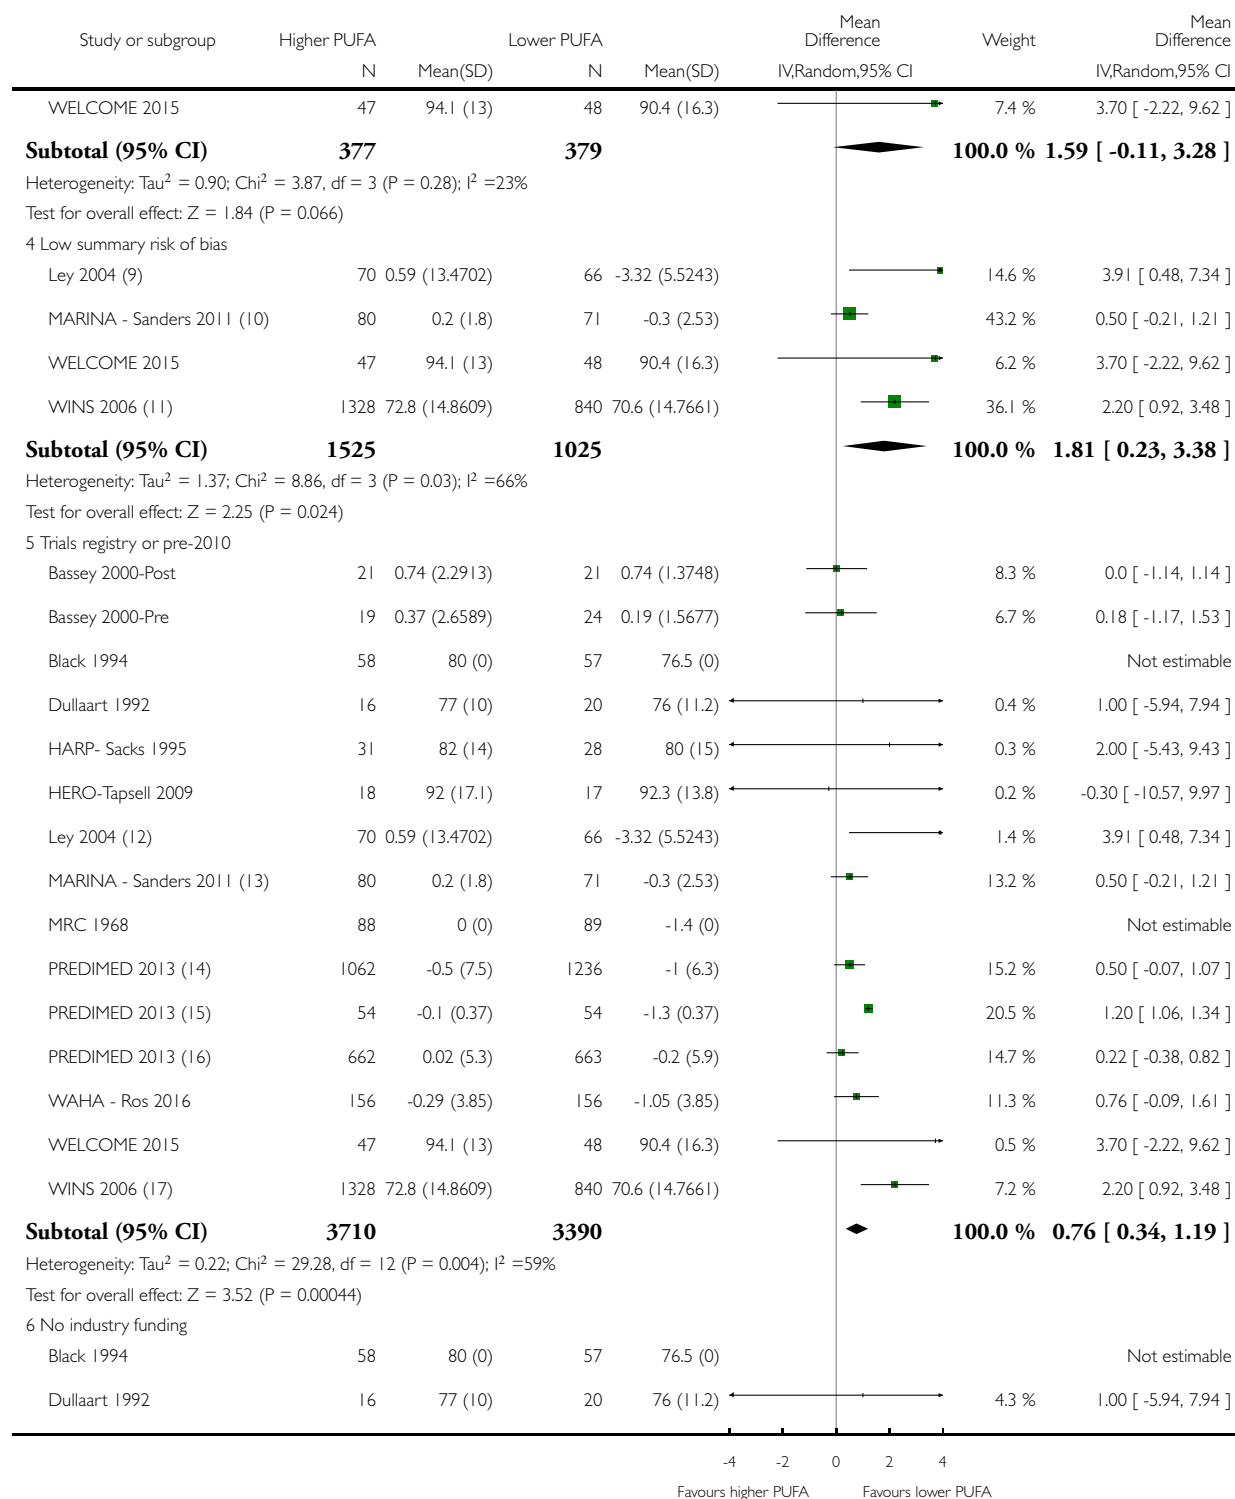 Study or subgroup Higher PUFA Lower PUFA Mean Difference Weight Mean Difference
N Mean(SD) N Mean(SD) IV,Random,95% CI IV,Random,95% CI
WELCOME 2015 47 94.1 (13) 48 90.4 (16.3) 7.4 % 3.70 [ -2.22, 9.62 ]
Subtotal (95% CI) 377 379 100.0 % 1.59 [ -0.11, 3.28 ]
Heterogeneity: Tau² = 0.90; Chi² = 3.87, df = 3 (P = 0.28); I² =23%
Test for overall effect: Z = 1.84 (P = 0.066)
4 Low summary risk of bias
Ley 2004 (9) 70 0.59 (13.4702) 66 -3.32 (5.5243) 14.6 % 3.91 [ 0.48, 7.34 ]
MARINA - Sanders 2011 (10) 80 0.2 (1.8) 71 -0.3 (2.53) 43.2 % 0.50 [ -0.21, 1.21 ]
WELCOME 2015 47 94.1 (13) 48 90.4 (16.3) 6.2 % 3.70 [ -2.22, 9.62 ]
WINS 2006 (11) 1328 72.8 (14.8609) 840 70.6 (14.7661) 36.1 % 2.20 [ 0.92, 3.48 ]
Subtotal (95% CI) 1525 1025 100.0 % 1.81 [ 0.23, 3.38 ]
Heterogeneity: Tau² = 1.37; Chi² = 8.86, df = 3 (P = 0.03); I² =66%
Test for overall effect: Z = 2.25 (P = 0.024)
5 Trials registry or pre-2010
Bassey 2000-Post 21 0.74 (2.2913) 21 0.74 (1.3748) 8.3 % 0.0 [ -1.14, 1.14 ]
Bassey 2000-Pre 19 0.37 (2.6589) 24 0.19 (1.5677) 6.7 % 0.18 [ -1.17, 1.53 ]
Black 1994 58 80 (0) 57 76.5 (0) Not estimable
Dullaart 1992 16 77 (10) 20 76 (11.2) 0.4 % 1.00 [ -5.94, 7.94 ]
HARP- Sacks 1995 31 82 (14) 28 80 (15) 0.3 % 2.00 [ -5.43, 9.43 ]
HERO-Tapsell 2009 18 92 (17.1) 17 92.3 (13.8) 0.2 % -0.30 [ -10.57, 9.97 ]
Ley 2004 (12) 70 0.59 (13.4702) 66 -3.32 (5.5243) 1.4 % 3.91 [ 0.48, 7.34 ]
MARINA - Sanders 2011 (13) 80 0.2 (1.8) 71 -0.3 (2.53) 13.2 % 0.50 [ -0.21, 1.21 ]
MRC 1968 88 0 (0) 89 -1.4 (0) Not estimable
PREDIMED 2013 (14) 1062 -0.5 (7.5) 1236 -1 (6.3) 15.2 % 0.50 [ -0.07, 1.07 ]
PREDIMED 2013 (15) 54 -0.1 (0.37) 54 -1.3 (0.37) 20.5 % 1.20 [ 1.06, 1.34 ]
PREDIMED 2013 (16) 662 0.02 (5.3) 663 -0.2 (5.9) 14.7 % 0.22 [ -0.38, 0.82 ]
WAHA - Ros 2016 156 -0.29 (3.85) 156 -1.05 (3.85) 11.3 % 0.76 [ -0.09, 1.61 ]
WELCOME 2015 47 94.1 (13) 48 90.4 (16.3) 0.5 % 3.70 [ -2.22, 9.62 ]
WINS 2006 (17) 1328 72.8 (14.8609) 840 70.6 (14.7661) 7.2 % 2.20 [ 0.92, 3.48 ]
Subtotal (95% CI) 3710 3390 100.0 % 0.76 [ 0.34, 1.19 ]
Heterogeneity: Tau² = 0.22; Chi² = 29.28, df = 12 (P = 0.004); I² =59%
Test for overall effect: Z = 3.52 (P = 0.00044)
6 No industry funding
Black 1994 58 80 (0) 57 76.5 (0) Not estimable
Dullaart 1992 16 77 (10) 20 76 (11.2) 4.3 % 1.00 [ -5.94, 7.94 ]
-4 -2 0 2 4
Favours higher PUFA Favours lower PUFA